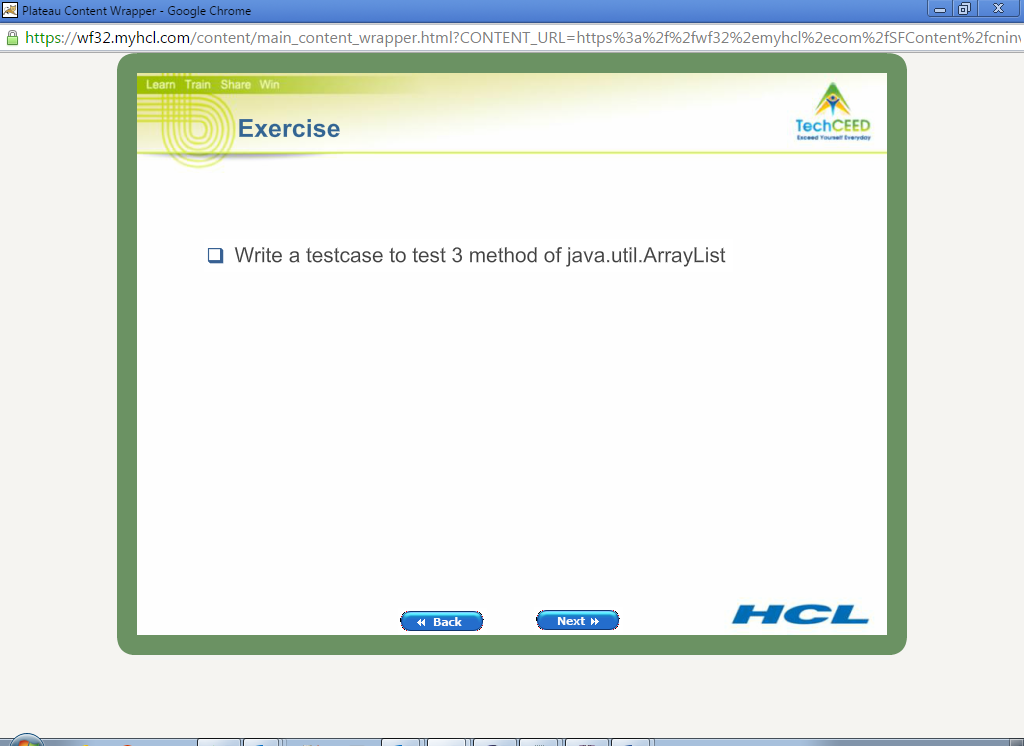 Plateau Content Wrapper - Google Chrome
https://wf32.myhcl.com/content/main_content_wrapper.html?CONTENT_URL=https%3a%2f%2fwf32%2emyhcl%2ecom%2fSFContent%2fcninv
Learn Train Share Win
Exercise
TechCEED
Exceed Yourself Everyday
Write a testcase to test 3 method of java.util.ArrayList
Back
Next
HCL